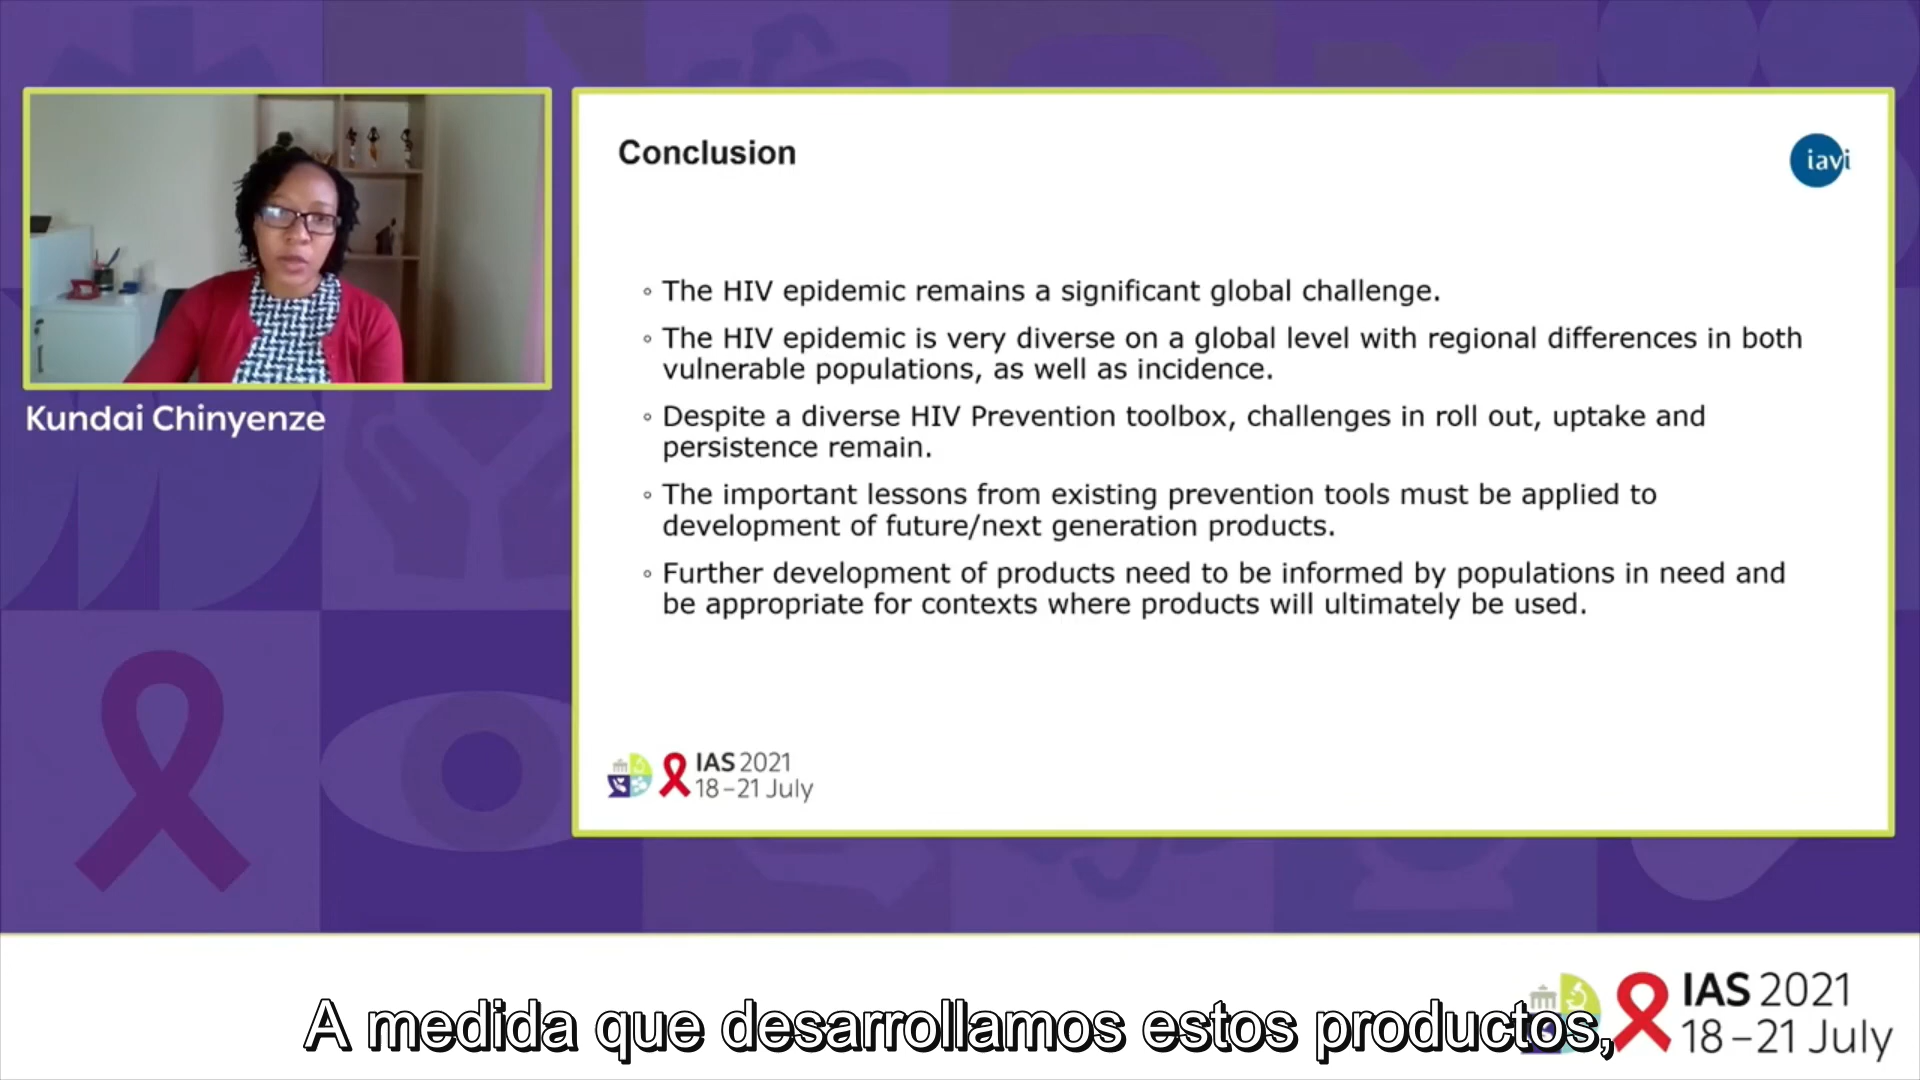 Conclusion
iavi
◦ The HIV epidemic remains a significant global challenge.
◦ The HIV epidemic is very diverse on a global level with regional differences in both
vulnerable populations, as well as incidence.
◦ Despite a diverse HIV Prevention toolbox, challenges in roll out, uptake and
persistence remain.
◦ The important lessons from existing prevention tools must be applied to
development of future/next generation products.
◦ Further development of products need to be informed by populations in need and
be appropriate for contexts where products will ultimately be used.
Kundai Chinyenze
IAS 2021
18–21 July
A medida que desarrollamos estos productos,
IAS 2021
18–21 July